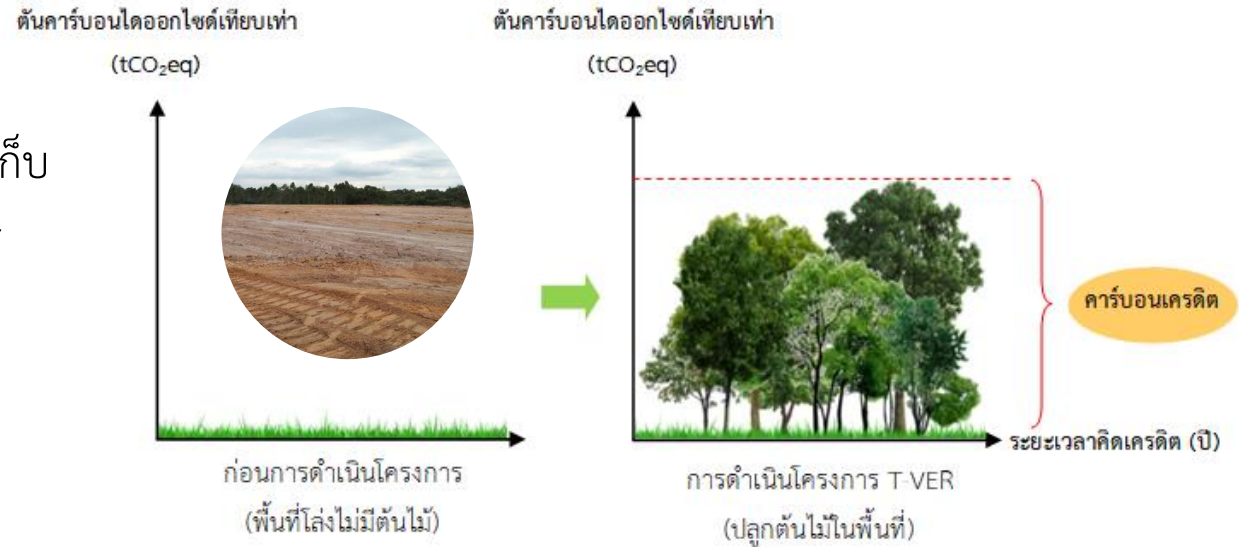 ตันคาร์บอนไดออกไซด์เทียบเท่า
(tCO₂eq)
ตันคาร์บอนไดออกไซด์เทียบเท่า
(tCO₂eq)
ก็บ
คาร์บอนเครดิต
ระยะเวลาคิดเครดิต (ปี)
ก่อนการดำเนินโครงการ
(พื้นที่โล่งไม่มีต้นไม้)
การดำเนินโครงการ T-VER
(ปลูกต้นไม้ในพื้นที่)